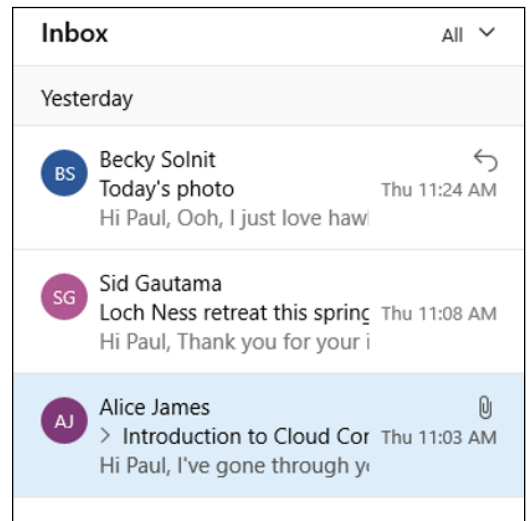 Inbox
All
Yesterday
BS
Becky Solnit
Today's photo
Thu 11:24 AM
Hi Paul, Ooh, I just love
SG
Sid Gautama
Loch Ness retreat this spring
Thu 11:08 AM
Hi Paul, Thank you for your
AJ
Alice James
> Introduction to Cloud
Thu 11:03 AM
Hi Paul, I've gone through